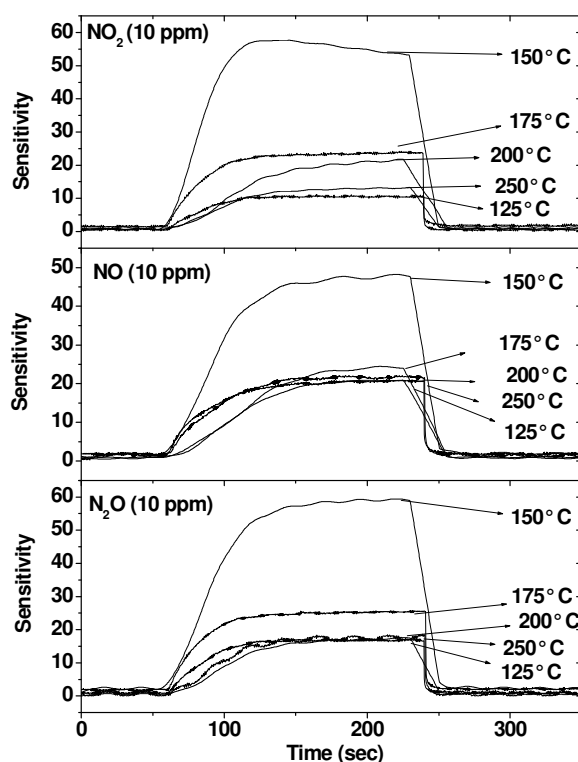 NO₂ (10 ppm)
Sensitivity
60
50
40
30
20
10
0
150°C
175°C
200°C
250°C
125°C
NO (10 ppm)
Sensitivity
50
40
30
20
10
0
150°C
175°C
200°C
250°C
125°C
N₂O (10 ppm)
Sensitivity
60
50
40
30
20
10
0
150°C
175°C
200°C
250°C
125°C
0 100 200 300
Time (sec)